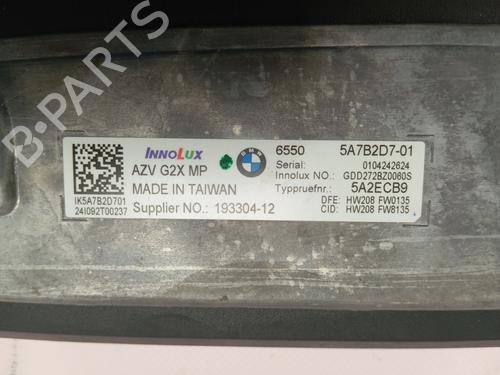 INNOLUX
BMW
6550 5A7B2D7-01
Serial: 0104242624
AZV G2X MP
Innolux NO.: GDD272BZ0060S
MADE IN TAIWAN
Typpruefnr.: 5A2ECB9
IK5A7B2D701
24I092T00237
Supplier NO.: 193304-12
DFE: HW208 FW0135
CID: HW208 FW8135
B-PARTS